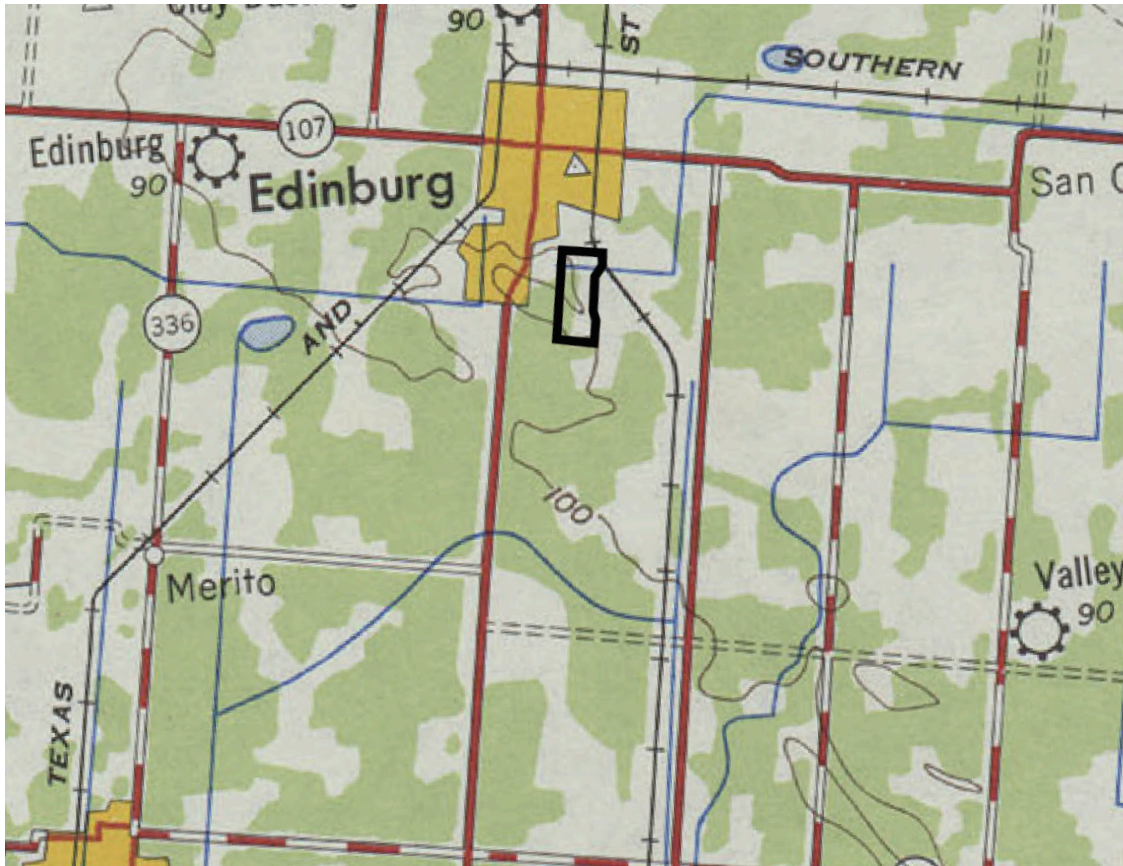 90
ST
SOUTHERN
107
Edinburg
90
Edinburg
San
336
AND
100
Merito
Valley
90
TEXAS